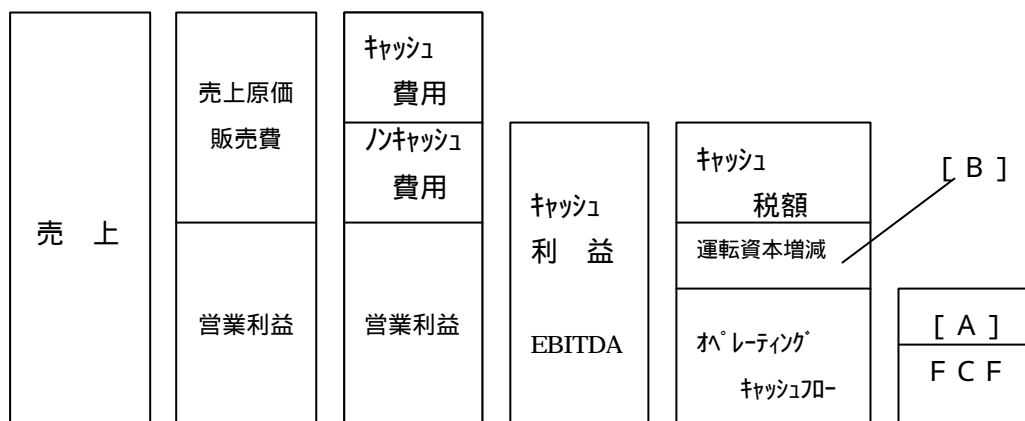 売 上
売上原価
販売費
営業利益
ｷｬｯｼｭ
費用
ﾉﾝｷｬｯｼｭ
費用
営業利益
ｷｬｯｼｭ
利 益
EBITDA
ｷｬｯｼｭ
税額
運転資本増減
ｵﾍﾟﾚｰﾃｨﾝｸﾞ
ｷｬｯｼｭﾌﾛｰ
［Ｂ］
［Ａ］
ＦＣＦ